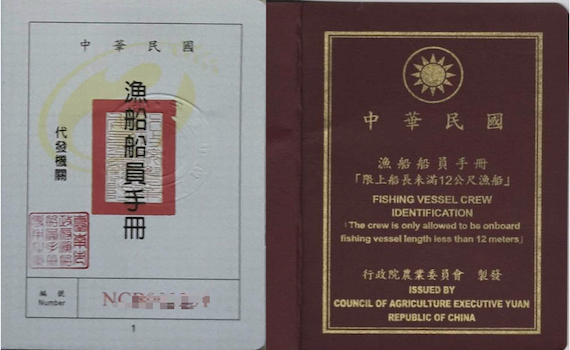 中華民國
漁船船員手冊
代發機關
編號
Number
1
中華民國
漁船船員手冊
「限上船長未滿12公尺漁船」
FISHING VESSEL CREW
IDENTIFICATION
(The crew is only allowed to be onboard
fishing vessel length less than 12 meters)
行政院農業委員會 製發
ISSUED BY
COUNCIL OF AGRICULTURE EXECUTIVE YUAN
REPUBLIC OF CHINA